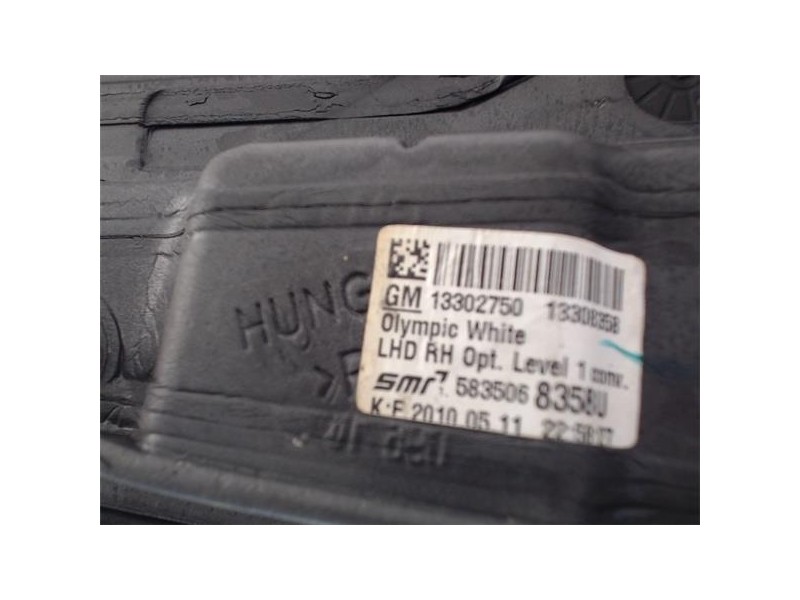 GM 13302750 13308358
Olympic White
LHD RH Opt. Level 1 conv.
smr 583506 8358U
K:F 2010.05.11 22:58:17
HUNG